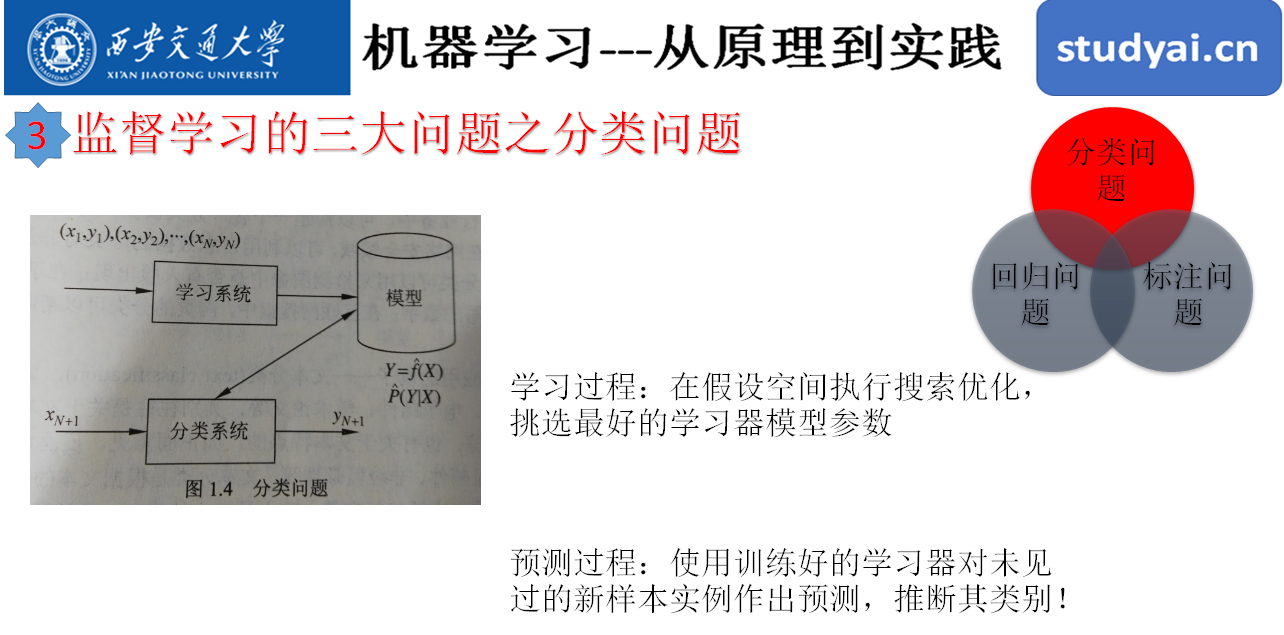 西安交通大学
XI'AN JIAOTONG UNIVERSITY
机器学习---从原理到实践
studyai.cn
3
监督学习的三大问题之分类问题
分类问
题
回归问
题
标注问
题
(x₁,y₁),(x₂,y₂),···,(x_N,y_N)
学习系统
模型
Y=f̂(X)
P̂(Y|X)
x_{N+1}
分类系统
y_{N+1}
图 1.4 分类问题
学习过程：在假设空间执行搜索优化，
挑选最好的学习器模型参数
预测过程：使用训练好的学习器对未见
过的新样本实例作出预测，推断其类别！